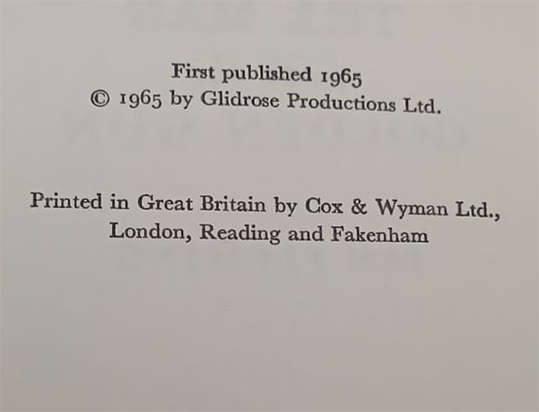 First published 1965
© 1965 by Glidrose Productions Ltd.
Printed in Great Britain by Cox & Wyman Ltd.,
London, Reading and Fakenham